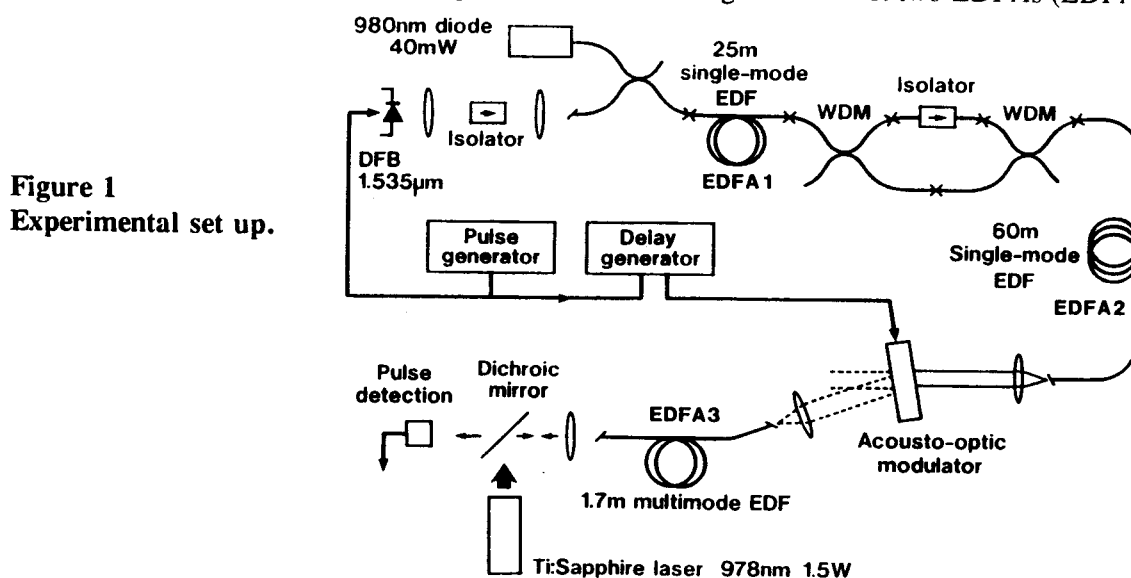 980nm diode
40mW
25m
single-mode
EDF
Isolator
WDM
WDM
Isolator
DFB
1.535µm
EDFA1
Figure 1
Experimental set up.
Pulse
generator
Delay
generator
60m
Single-mode
EDF
EDFA2
Pulse
detection
Dichroic
mirror
EDFA3
Acousto-optic
modulator
1.7m multimode EDF
Ti:Sapphire laser 978nm 1.5W